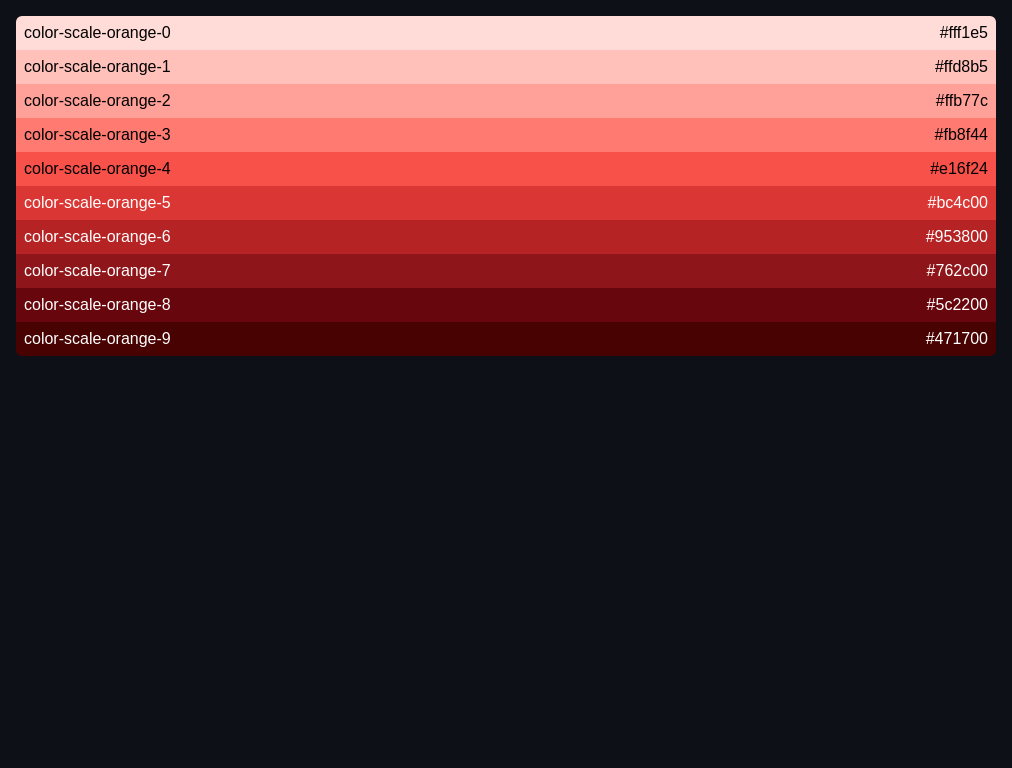 color-scale-orange-0 #fff1e5
color-scale-orange-1 #ffd8b5
color-scale-orange-2 #ffb77c
color-scale-orange-3 #fb8f44
color-scale-orange-4 #e16f24
color-scale-orange-5 #bc4c00
color-scale-orange-6 #953800
color-scale-orange-7 #762c00
color-scale-orange-8 #5c2200
color-scale-orange-9 #471700